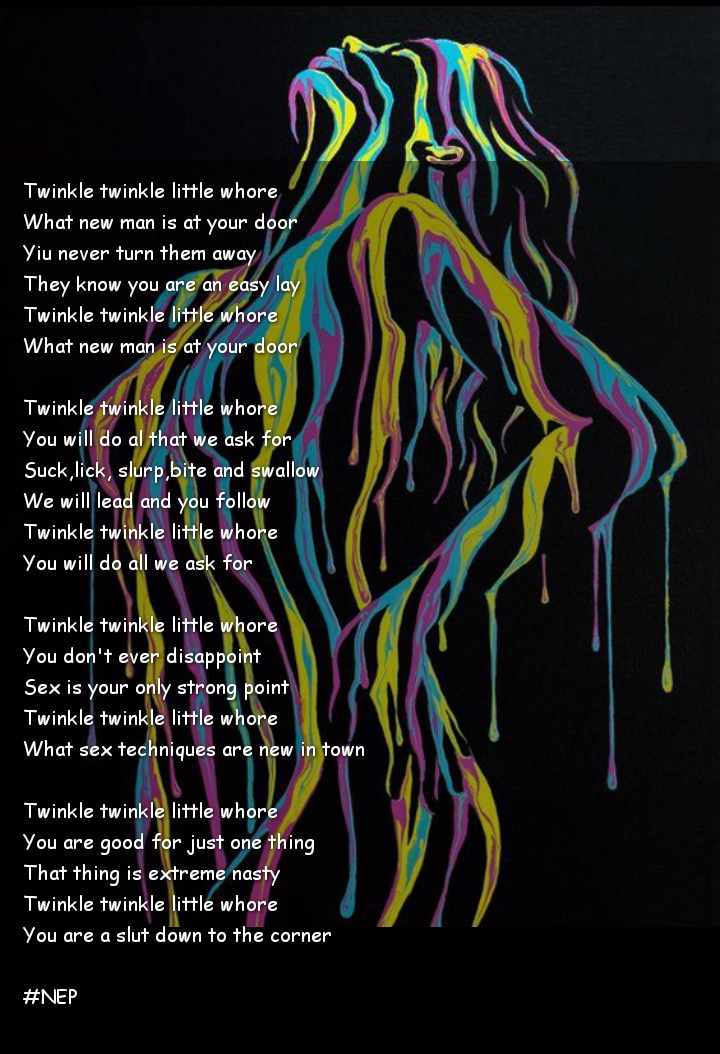 Twinkle twinkle little whore
What new man is at your door
Yiu never turn them away
They know you are an easy lay
Twinkle twinkle little whore
What new man is at your door
Twinkle twinkle little whore
You will do al that we ask for
Suck,lick, slurp,bite and swallow
We will lead and you follow
Twinkle twinkle little whore
You will do all we ask for
Twinkle twinkle little whore
You don't ever disappoint
Sex is your only strong point
Twinkle twinkle little whore
What sex techniques are new in town
Twinkle twinkle little whore
You are good for just one thing
That thing is extreme nasty
Twinkle twinkle little whore
You are a slut down to the corner
#NEP